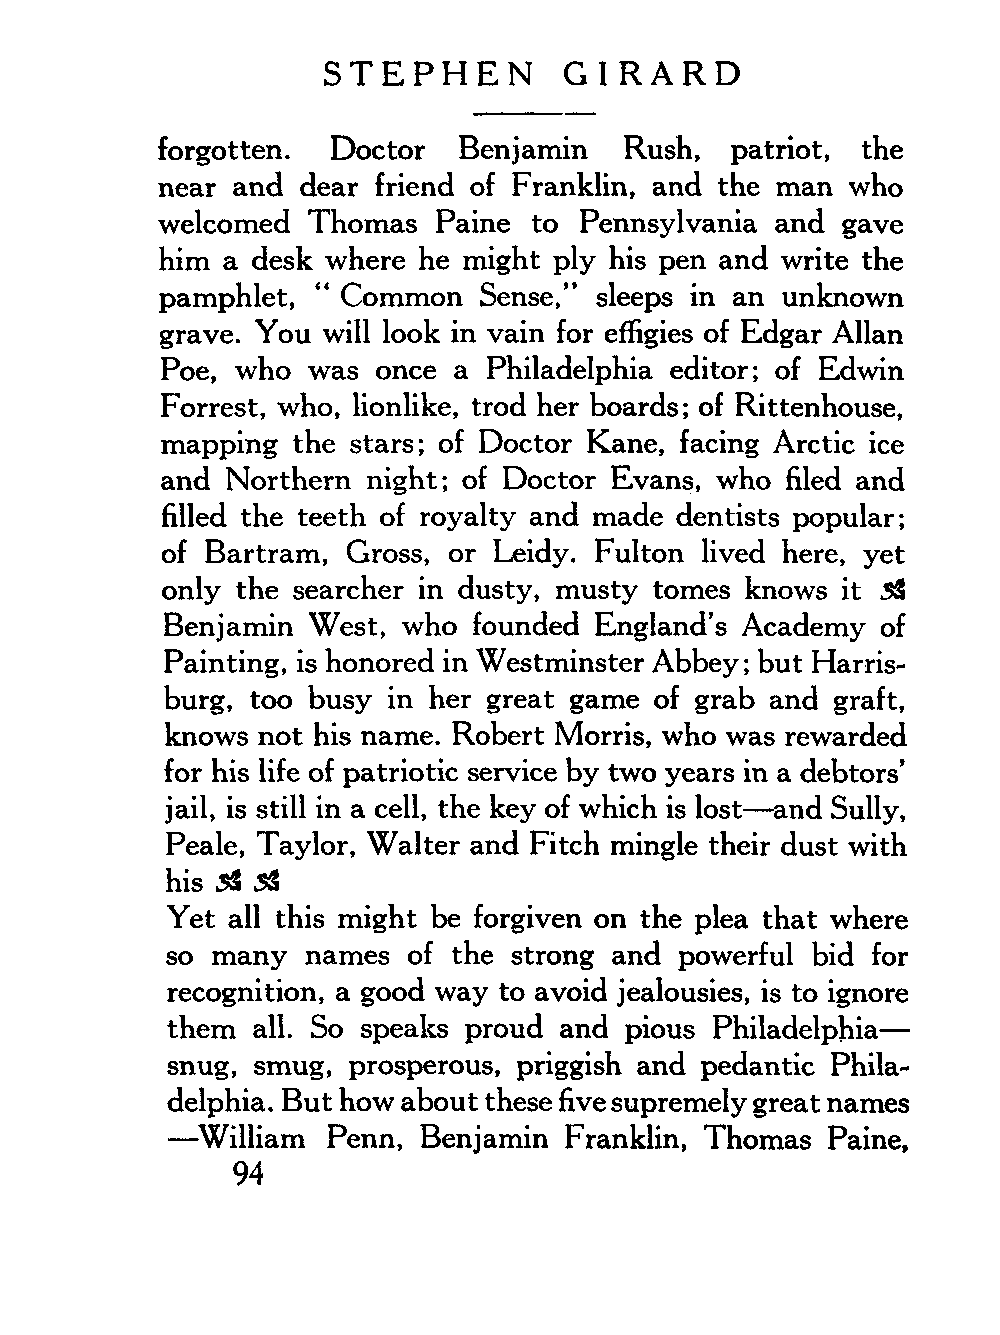 STEPHEN GIRARD
forgotten. Doctor Benjamin Rush, patriot, the
near and dear friend of Franklin, and the man who
welcomed Thomas Paine to Pennsylvania and gave
him a desk where he might ply his pen and write the
pamphlet, “ Common Sense,” sleeps in an unknown
grave. You will look in vain for effigies of Edgar Allan
Poe, who was once a Philadelphia editor; of Edwin
Forrest, who, lionlike, trod her boards; of Rittenhouse,
mapping the stars; of Doctor Kane, facing Arctic ice
and Northern night; of Doctor Evans, who filed and
filled the teeth of royalty and made dentists popular;
of Bartram, Gross, or Leidy. Fulton lived here, yet
only the searcher in dusty, musty tomes knows it
Benjamin West, who founded England's Academy of
Painting, is honored in Westminster Abbey; but Harris-
burg, too busy in her great game of grab and graft,
knows not his name. Robert Morris, who was rewarded
for his life of patriotic service by two years in a debtors'
jail, is still in a cell, the key of which is lost—and Sully,
Peale, Taylor, Walter and Fitch mingle their dust with
his
Yet all this might be forgiven on the plea that where
so many names of the strong and powerful bid for
recognition, a good way to avoid jealousies, is to ignore
them all. So speaks proud and pious Philadelphia—
snug, smug, prosperous, priggish and pedantic Phila-
delphia. But how about these five supremely great names
—William Penn, Benjamin Franklin, Thomas Paine,
94